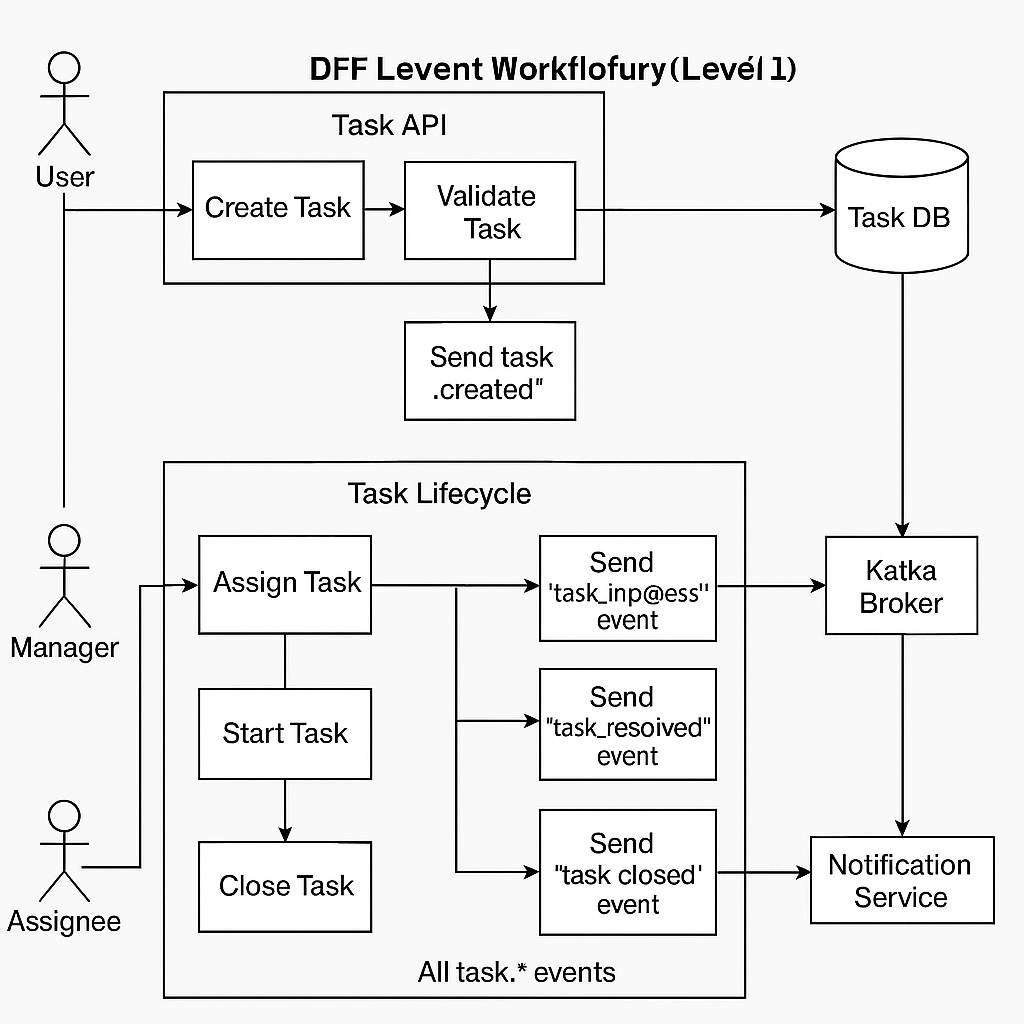 DFF Levent Workflofury (Levél 1)
User
Task API
Create Task
Validate
Task
Task DB
Send task
.created"
Task Lifecycle
Manager
Assign Task
Send
'task_inp@ess"
event
Katka
Broker
Start Task
Send
"task_resoived"
event
Assignee
Close Task
Send
"task closed'
event
Notification
Service
All task.* events